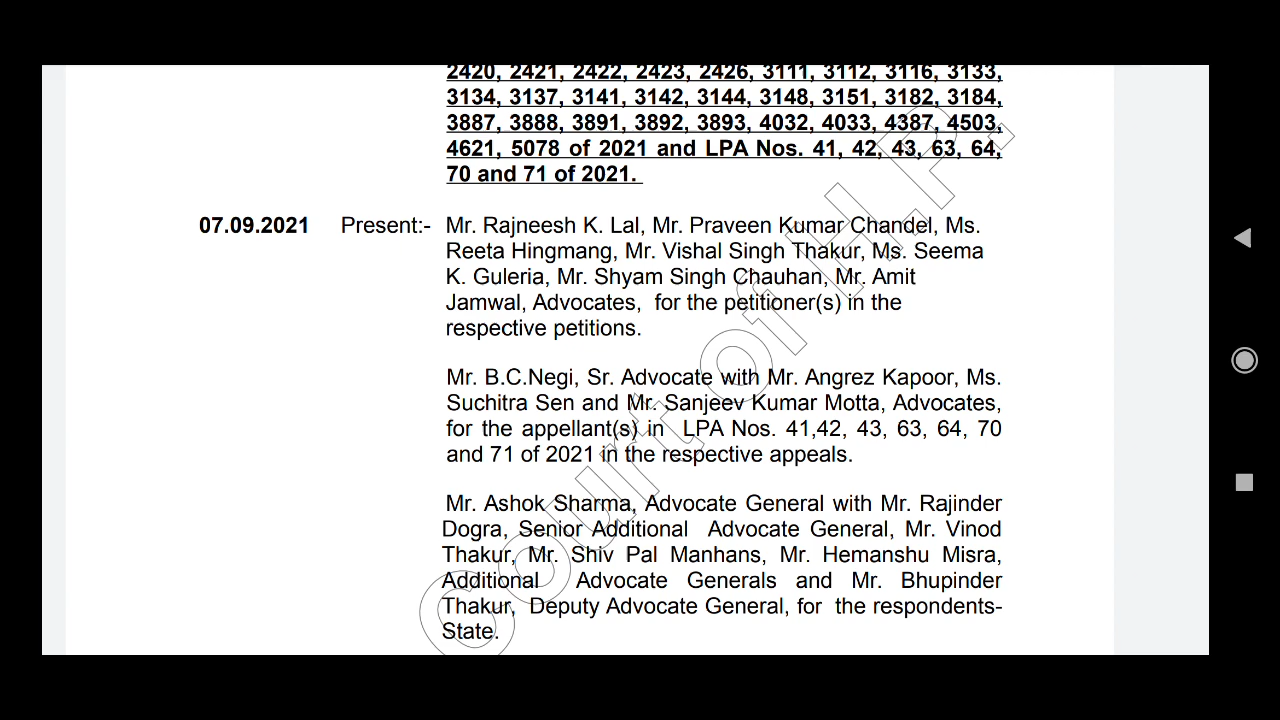 2420, 2421, 2422, 2423, 2426, 3111, 3112, 3116, 3133,
3134, 3137, 3141, 3142, 3144, 3148, 3151, 3182, 3184,
3887, 3888, 3891, 3892, 3893, 4032, 4033, 4387, 4503,
4621, 5078 of 2021 and LPA Nos. 41, 42, 43, 63, 64,
70 and 71 of 2021.
07.09.2021 Present:- Mr. Rajneesh K. Lal, Mr. Praveen Kumar Chandel, Ms.
Reeta Hingmang, Mr. Vishal Singh Thakur, Ms. Seema
K. Guleria, Mr. Shyam Singh Chauhan, Mr. Amit
Jamwal, Advocates, for the petitioner(s) in the
respective petitions.
Mr. B.C.Negi, Sr. Advocate with Mr. Angrez Kapoor, Ms.
Suchitra Sen and Mr. Sanjeev Kumar Motta, Advocates,
for the appellant(s) in LPA Nos. 41,42, 43, 63, 64, 70
and 71 of 2021 in the respective appeals.
Mr. Ashok Sharma, Advocate General with Mr. Rajinder
Dogra, Senior Additional Advocate General, Mr. Vinod
Thakur, Mr. Shiv Pal Manhans, Mr. Hemanshu Misra,
Additional Advocate Generals and Mr. Bhupinder
Thakur, Deputy Advocate General, for the respondents-
State.
Court of H.P.